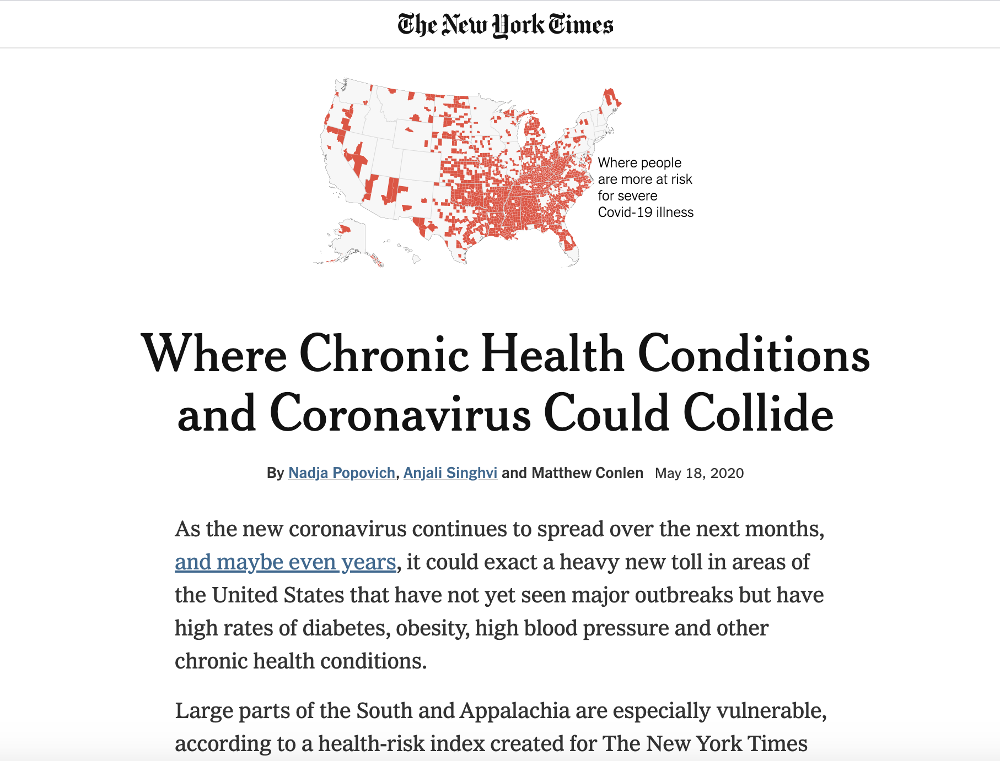 The New York Times
Where people
are more at risk
for severe
Covid-19 illness
Where Chronic Health Conditions
and Coronavirus Could Collide
By Nadja Popovich, Anjali Singhvi and Matthew Conlen May 18, 2020
As the new coronavirus continues to spread over the next months,
and maybe even years, it could exact a heavy new toll in areas of
the United States that have not yet seen major outbreaks but have
high rates of diabetes, obesity, high blood pressure and other
chronic health conditions.
Large parts of the South and Appalachia are especially vulnerable,
according to a health-risk index created for The New York Times